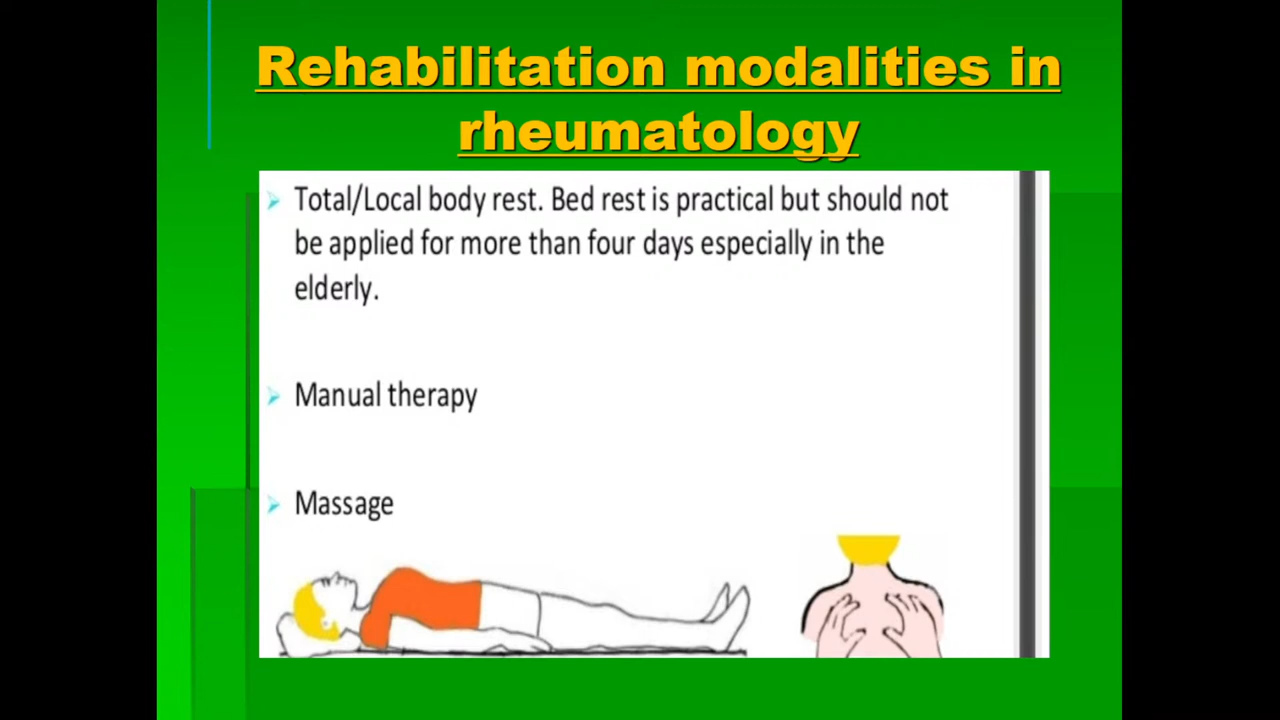 Rehabilitation modalities in
rheumatology
Total/Local body rest. Bed rest is practical but should not
be applied for more than four days especially in the
elderly.
Manual therapy
Massage